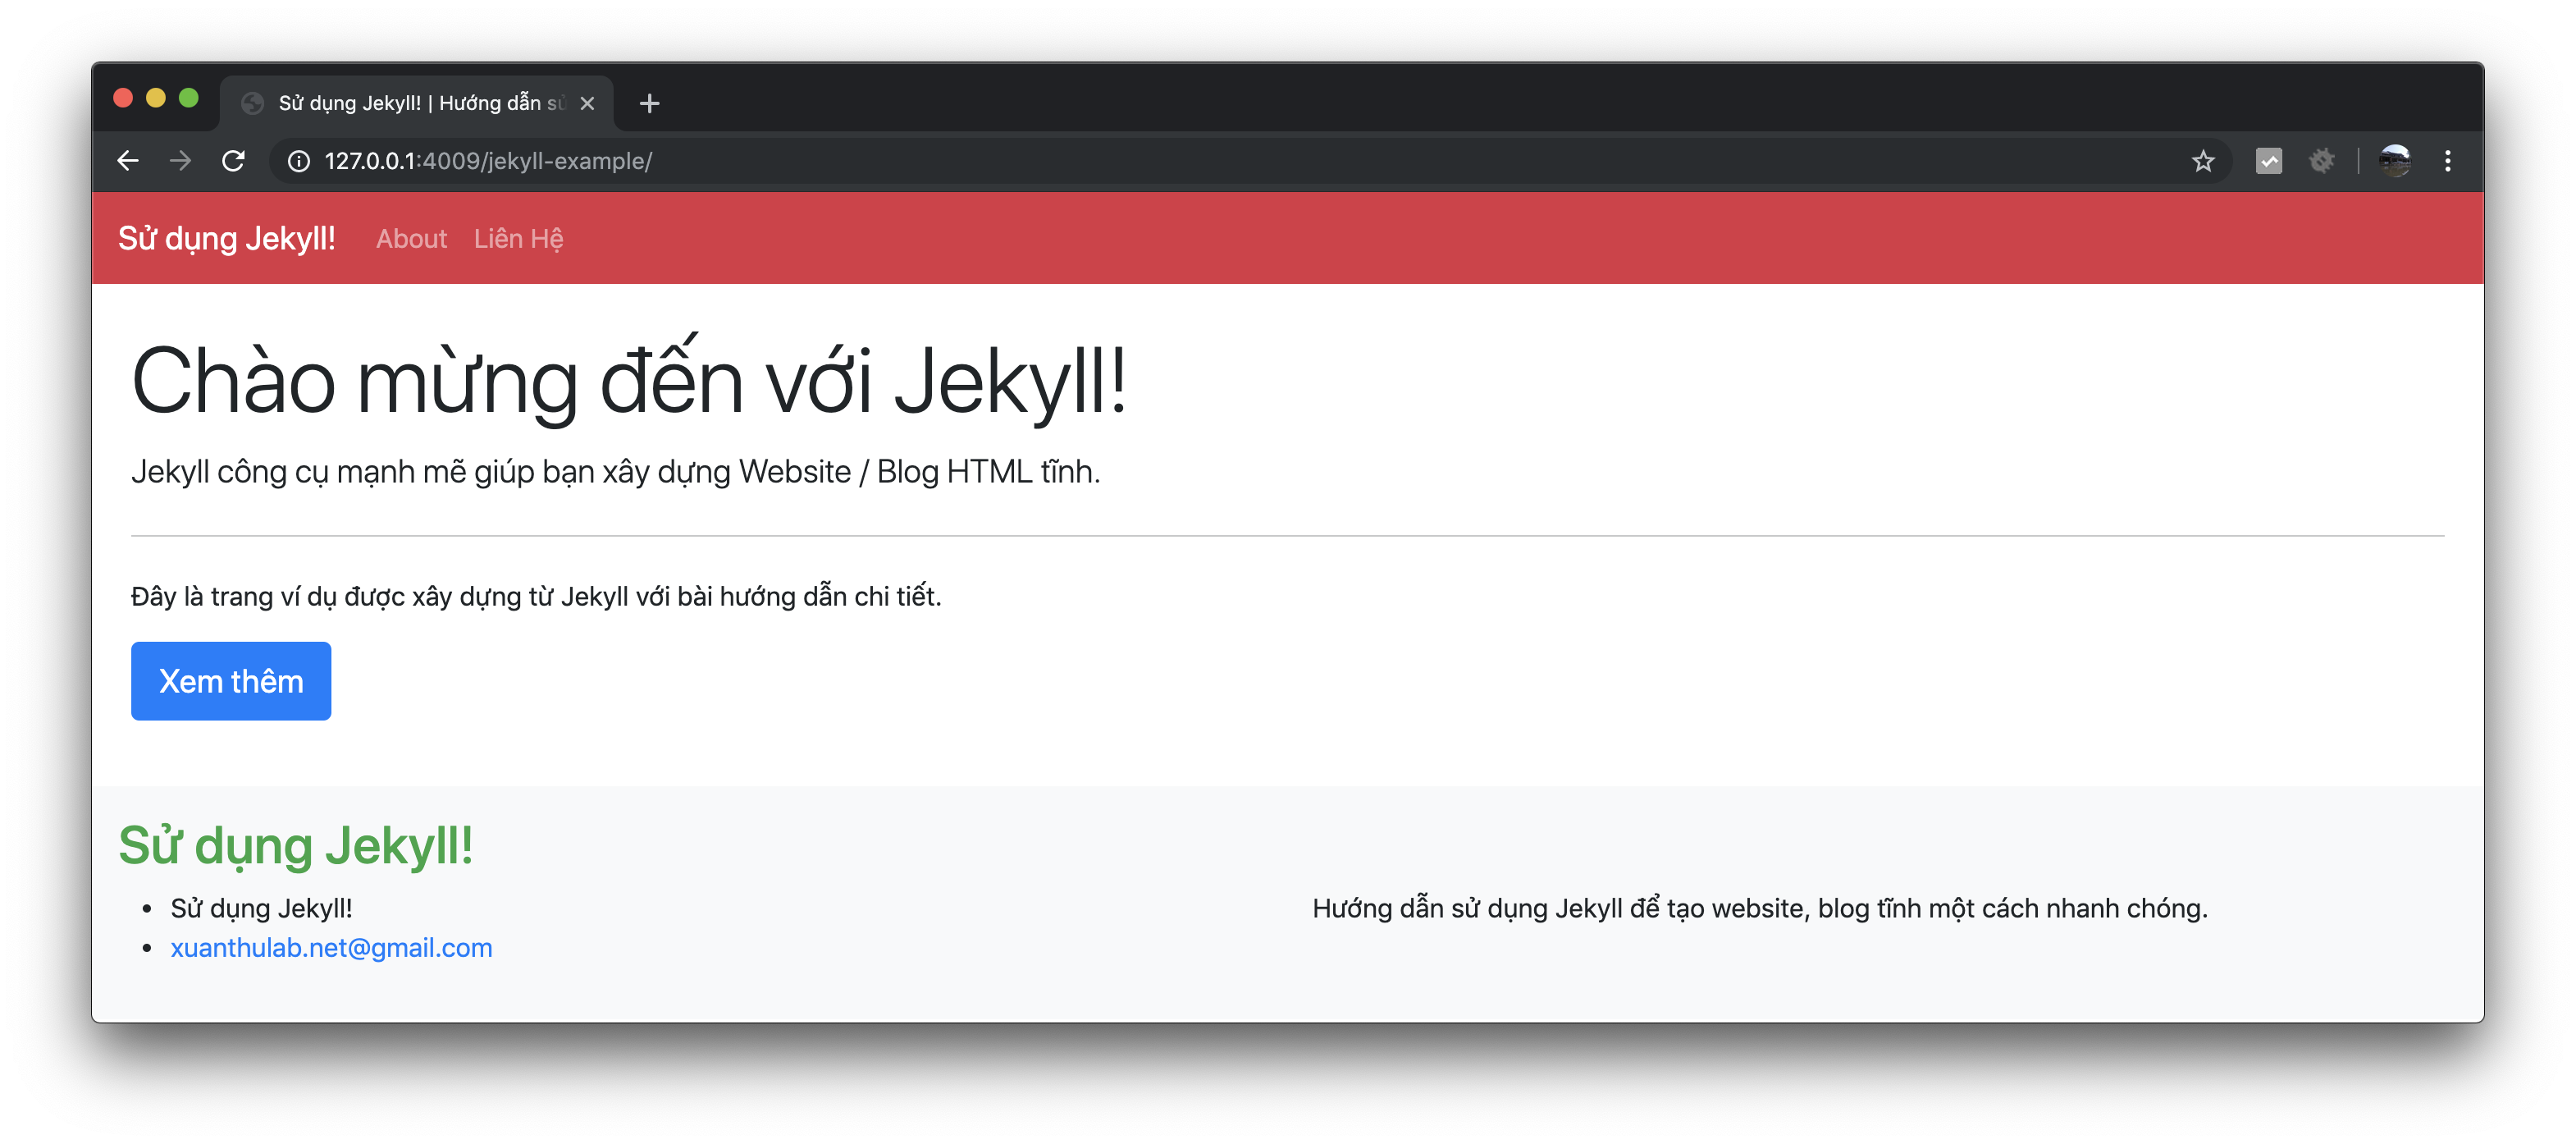 Sử dụng Jekyll! | Hướng dẫn sử
127.0.0.1:4009/jekyll-example/
Sử dụng Jekyll! About Liên Hệ
Chào mừng đến với Jekyll!
Jekyll công cụ mạnh mẽ giúp bạn xây dựng Website / Blog HTML tĩnh.
Đây là trang ví dụ được xây dựng từ Jekyll với bài hướng dẫn chi tiết.
Xem thêm
Sử dụng Jekyll!
Sử dụng Jekyll!
xuanthulab.net@gmail.com
Hướng dẫn sử dụng Jekyll để tạo website, blog tĩnh một cách nhanh chóng.